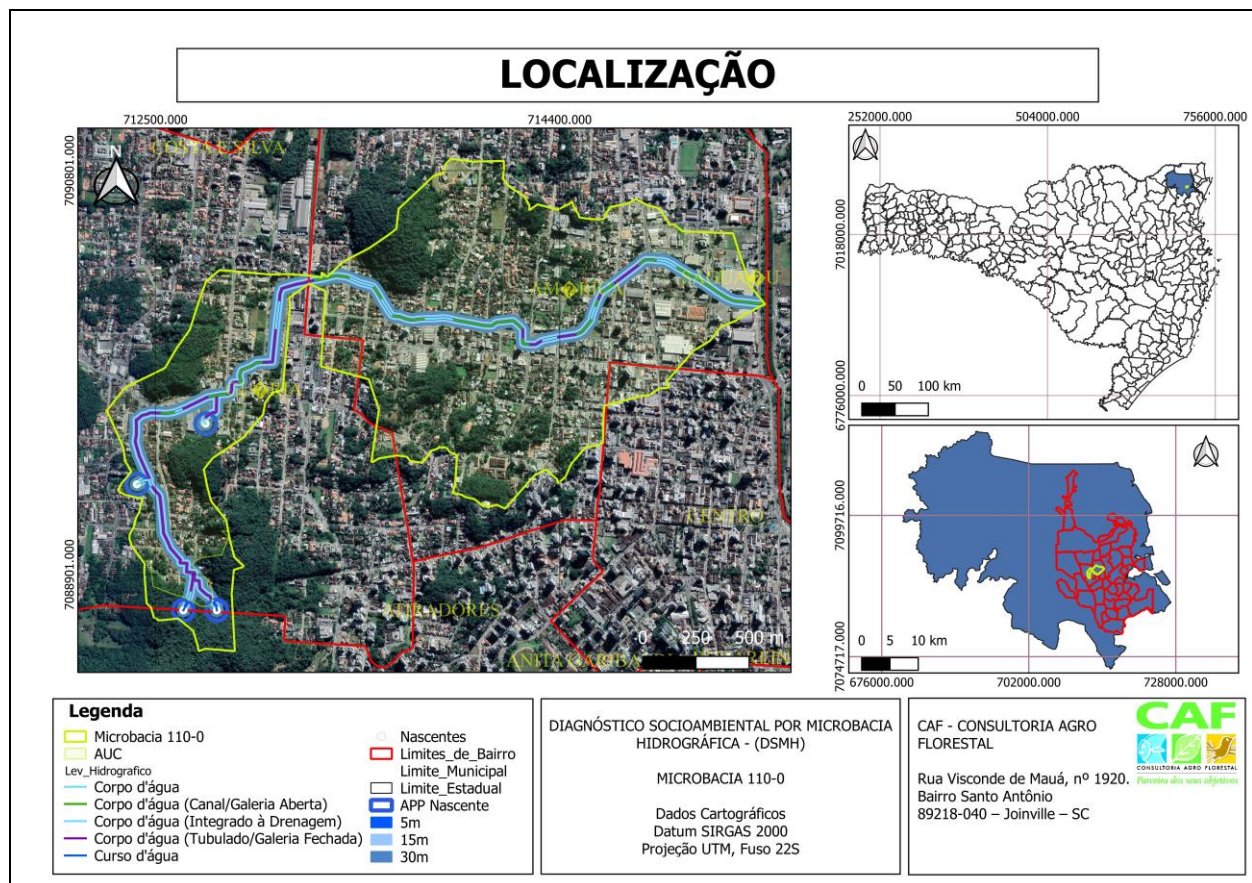 LOCALIZAÇÃO
712500.000
714400.000
7090801.000
7088901.000
N
COSTA E SILVA
AM�RICA
CENTRO
ATIRADORES
0 250 500 m
252000.000
504000.000
756000.000
7018000.000
6776000.000
0 50 100 km
7099716.000
7074717.000
0 5 10 km
676000.000
702000.000
728000.000
Legenda
Microbacia 110-0
AUC
Lev_Hidrografico
Corpo d'água
Corpo d'água (Canal/Galeria Aberta)
Corpo d'água (Integrado à Drenagem)
Corpo d'água (Tubulado/Galeria Fechada)
Curso d'água
Nascentes
Limites_de_Bairro
Limite_Municipal
Limite_Estadual
APP Nascente
5m
15m
30m
DIAGNÓSTICO SOCIOAMBIENTAL POR MICROBACIA
HIDROGRÁFICA - (DSMH)
MICROBACIA 110-0
Dados Cartográficos
Datum SIRGAS 2000
Projeção UTM, Fuso 22S
CAF - CONSULTORIA AGRO
FLORESTAL
Rua Visconde de Mauá, nº 1920.
Bairro Santo Antônio
89218-040 – Joinville – SC
CAF
CONSULTORIA AGRO FLORESTAL
Parceira dos seus objetivos